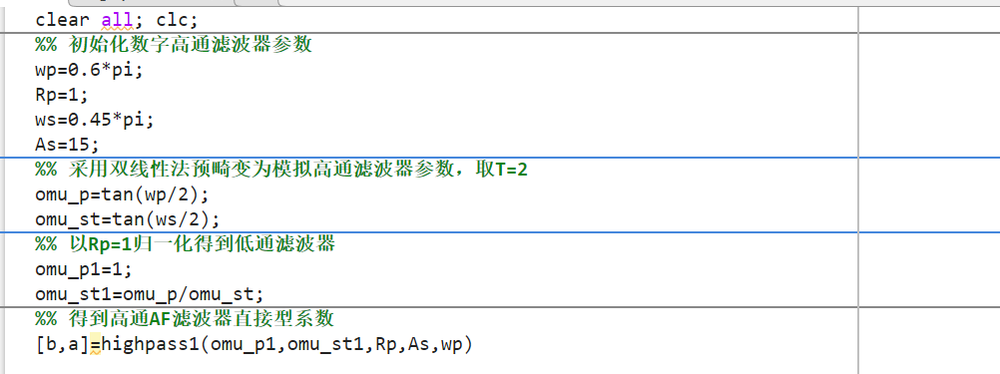 clear all; clc;
%% 初始化数字高通滤波器参数
wp=0.6*pi;
Rp=1;
ws=0.45*pi;
As=15;
%% 采用双线性法预畸变为模拟高通滤波器参数，取T=2
omu_p=tan(wp/2);
omu_st=tan(ws/2);
%% 以Rp=1归一化得到低通滤波器
omu_p1=1;
omu_st1=omu_p/omu_st;
%% 得到高通AF滤波器直接型系数
[b,a]=highpass1(omu_p1,omu_st1,Rp,As,wp)